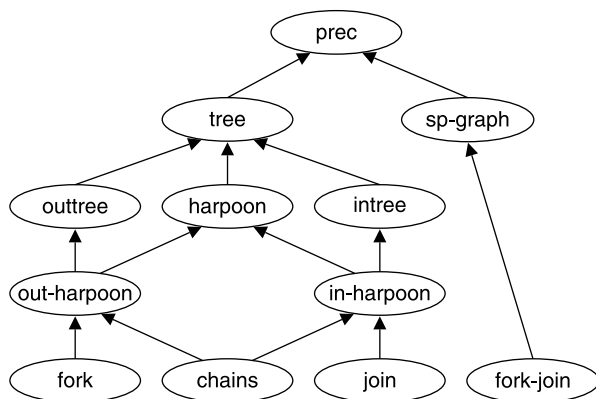 prec
tree
sp-graph
outtree
harpoon
intree
out-harpoon
in-harpoon
fork
chains
join
fork-join